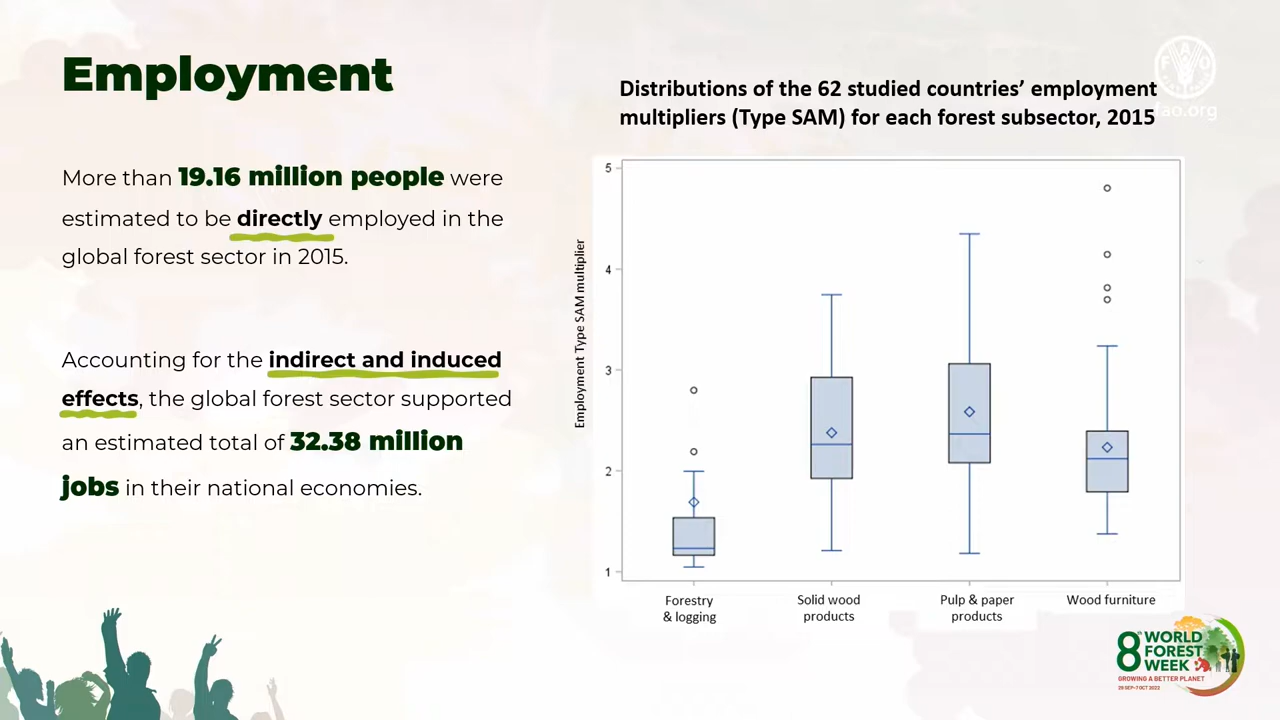 Employment
More than 19.16 million people were
estimated to be directly employed in the
global forest sector in 2015.
Accounting for the indirect and induced
effects, the global forest sector supported
an estimated total of 32.38 million
jobs in their national economies.
FAO
fao.org
Distributions of the 62 studied countries’ employment
multipliers (Type SAM) for each forest subsector, 2015
Employment Type SAM multiplier
5
4
3
2
1
Forestry
& logging
Solid wood
products
Pulp & paper
products
Wood furniture
8th WORLD
FOREST
WEEK
GROWING A BETTER PLANET